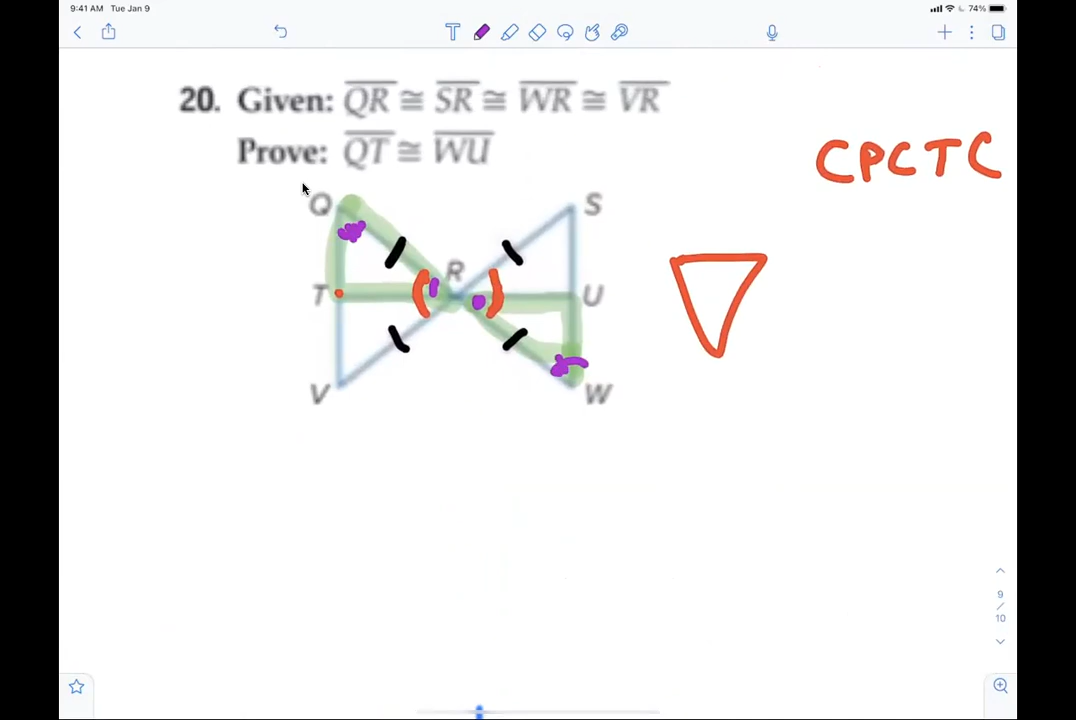 9:41 AM Tue Jan 9
74%
20. Given: QR ≅ SR ≅ WR ≅ VR
Prove: QT ≅ WU
CPCTC
Q
S
R
T
U
V
W
9
/
10